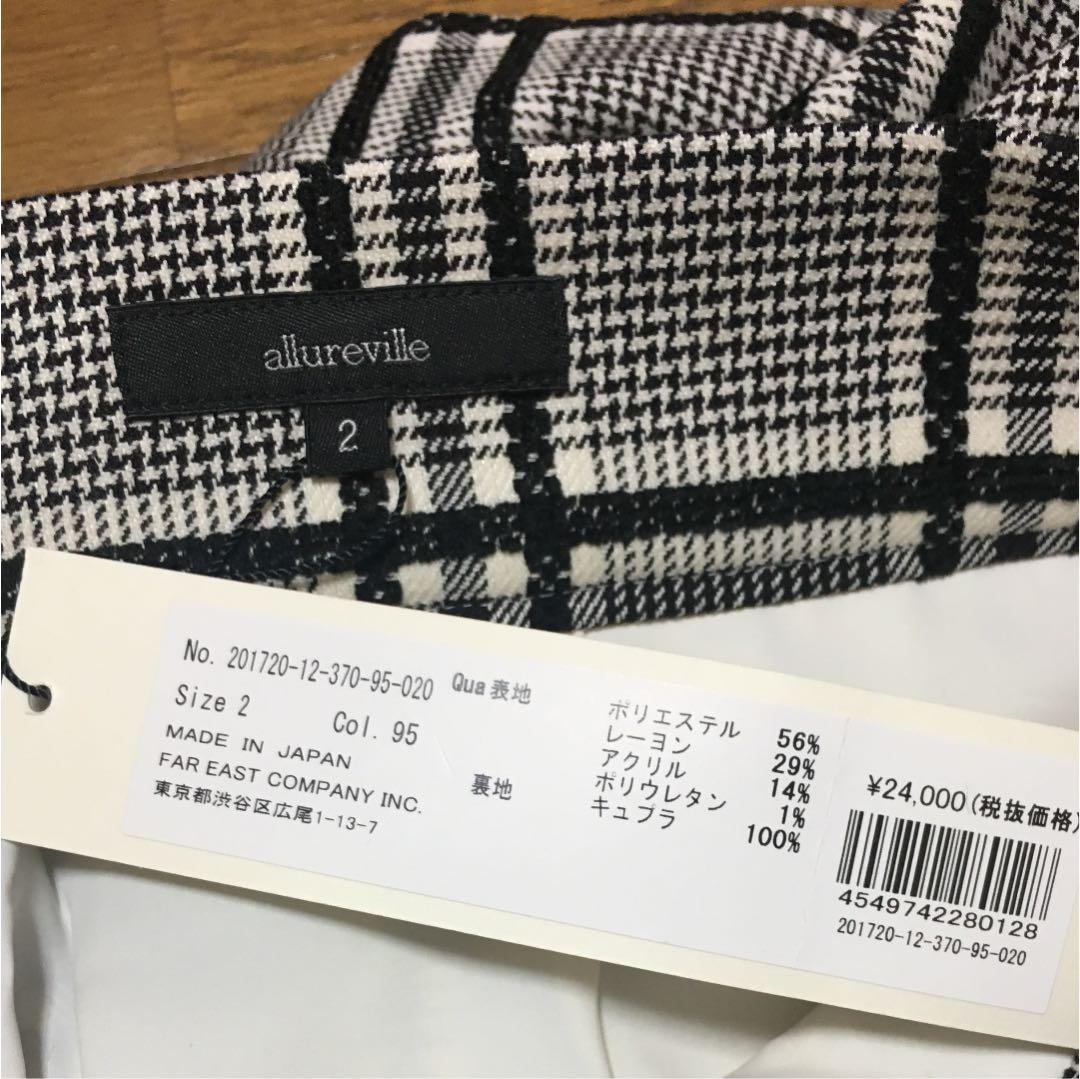 allureville
2
No. 201720-12-370-95-020
Size 2 Col. 95
MADE IN JAPAN
FAR EAST COMPANY INC.
東京都渋谷区広尾1-13-7
Qua 表地 ポリエステル 56%
レーヨン 29%
アクリル 14%
ポリウレタン 1%
裏地 キュプラ 100%
¥24,000(税抜価格)
4549742280128
201720-12-370-95-020